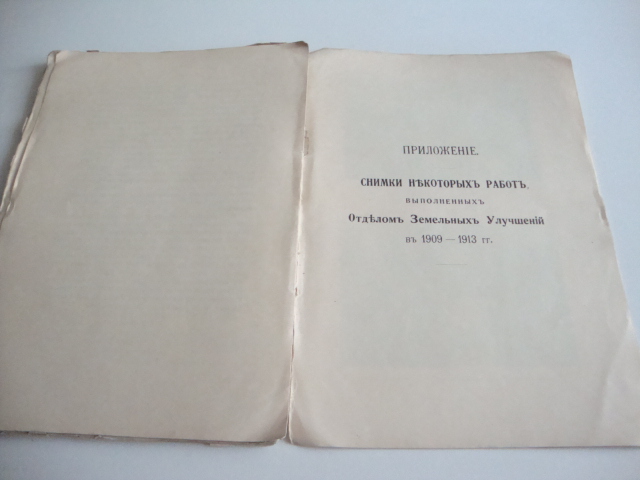 ПРИЛОЖЕНІЕ.
СНИМКИ НѢКОТОРЫХЪ РАБОТЪ,
ВЫПОЛНЕННЫХЪ
Отдѣломъ Земельныхъ Улучшеній
въ 1909 — 1913 гг.